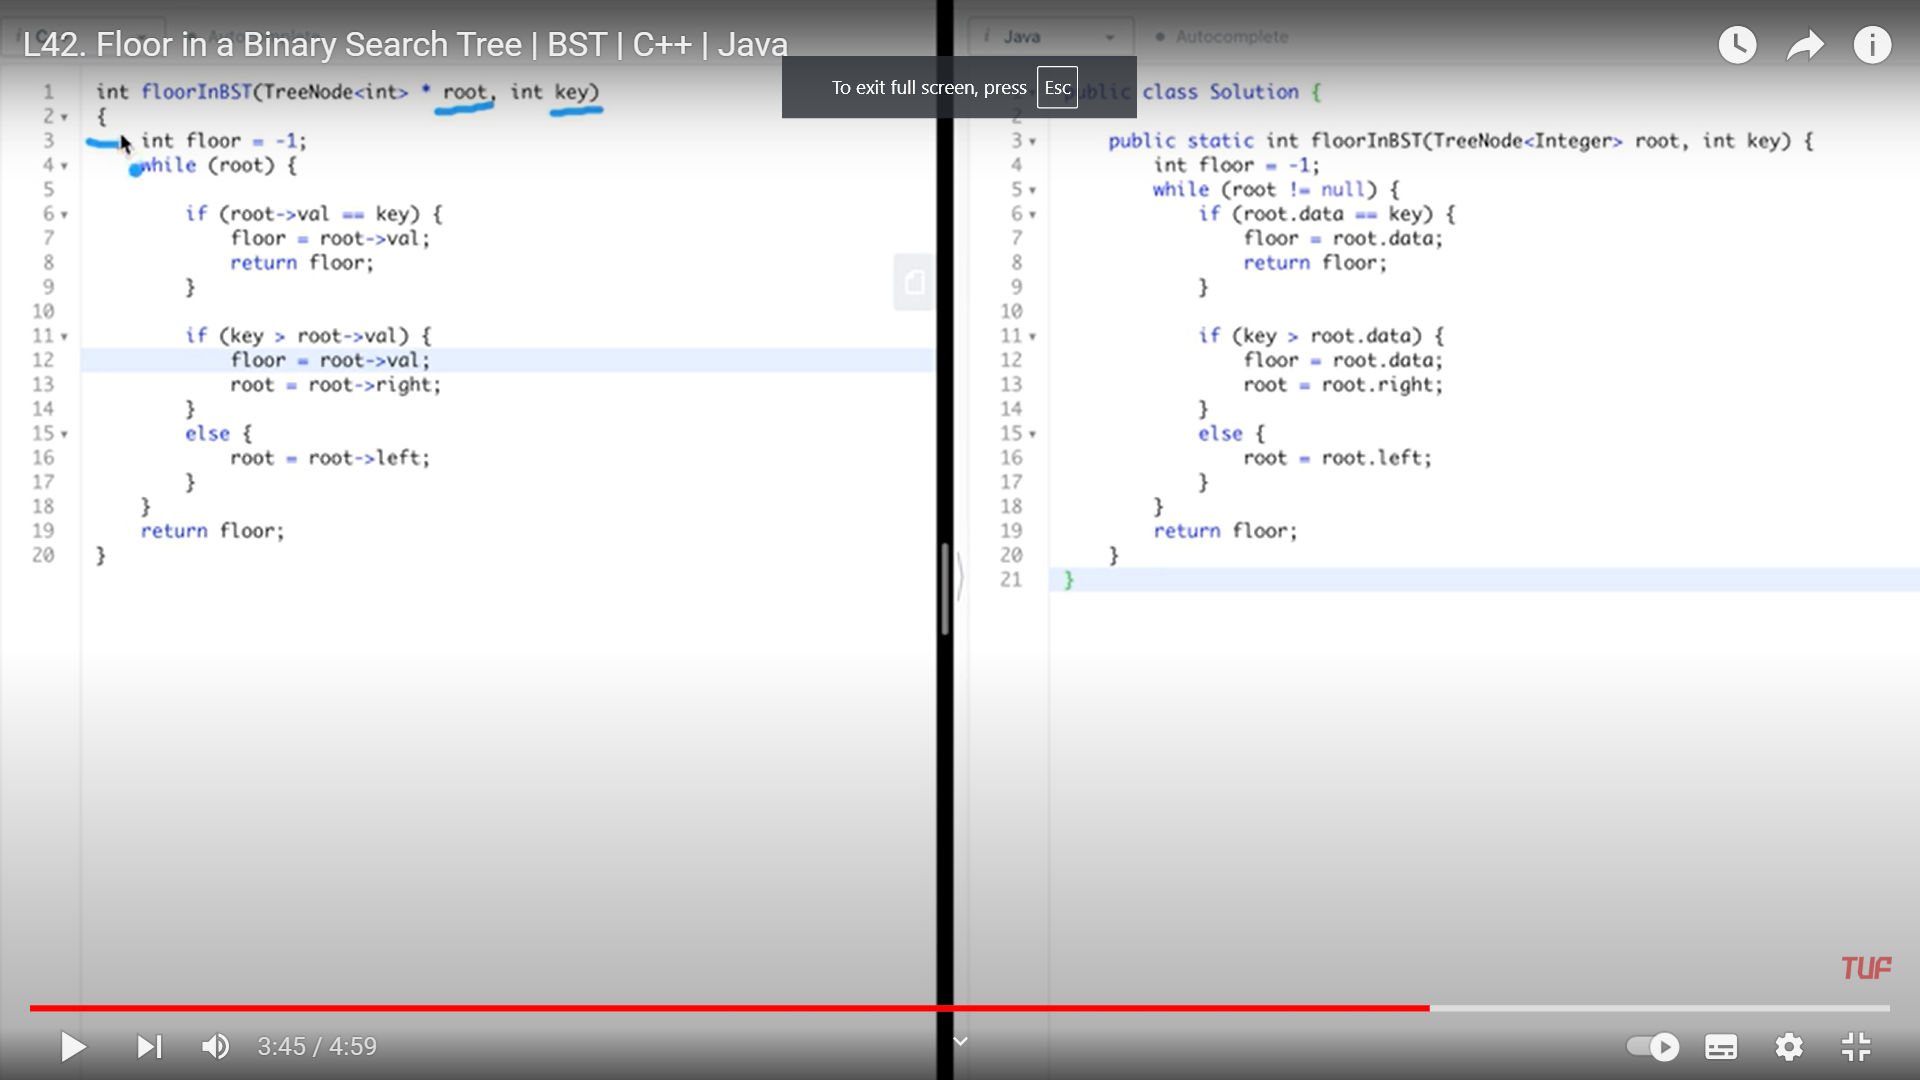 L42. Floor in a Binary Search Tree | BST | C++ | Java
To exit full screen, press Esc
1 int floorInBST(TreeNode<int> * root, int key)
2 {
3 int floor = -1;
4 while (root) {
5
6 if (root->val == key) {
7 floor = root->val;
8 return floor;
9 }
10
11 if (key > root->val) {
12 floor = root->val;
13 root = root->right;
14 }
15 else {
16 root = root->left;
17 }
18 }
19 return floor;
20 }
i Java
Autocomplete
public class Solution {
2
3 public static int floorInBST(TreeNode<Integer> root, int key) {
4 int floor = -1;
5 while (root != null) {
6 if (root.data == key) {
7 floor = root.data;
8 return floor;
9 }
10
11 if (key > root.data) {
12 floor = root.data;
13 root = root.right;
14 }
15 else {
16 root = root.left;
17 }
18 }
19 return floor;
20 }
21 }
TUF
3:45 / 4:59